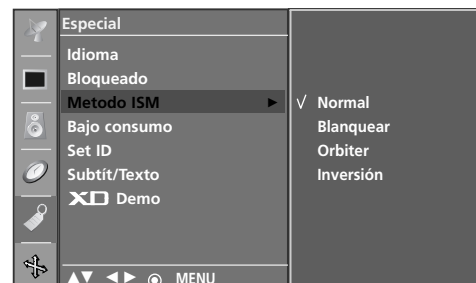 Especial
Idioma
Bloqueado
Metodo ISM ▶ √ Normal
Bajo consumo Blanquear
Set ID Orbiter
Subtít/Texto Inversión
XD Demo
▲▼ ◀▶ ◉ MENU